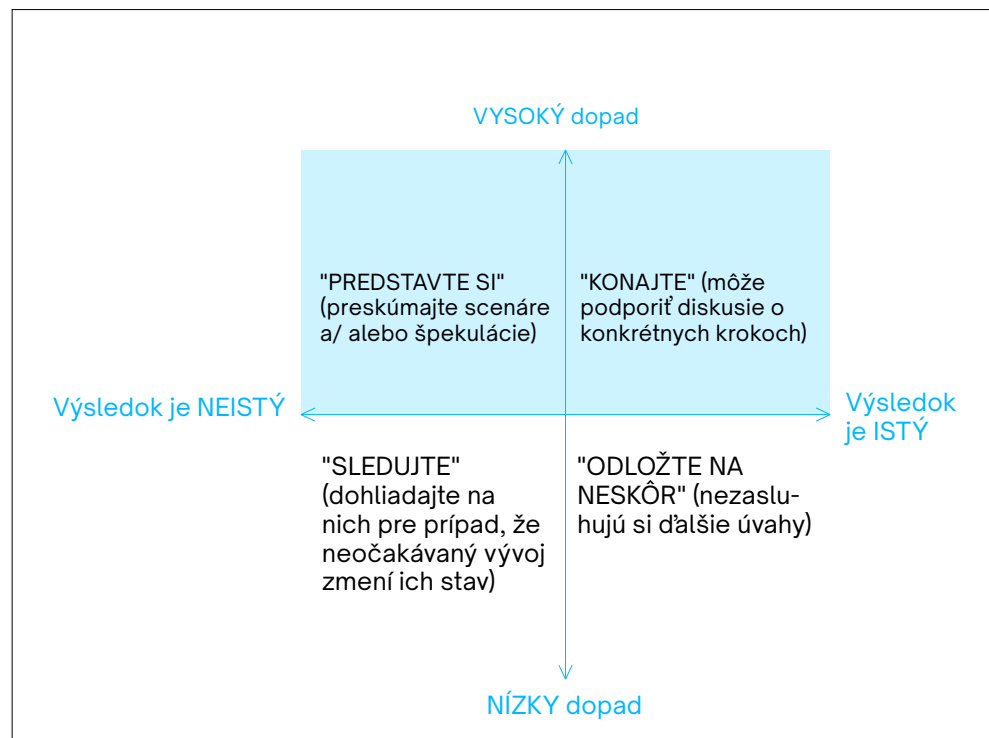 VYSOKÝ dopad
"PREDSTAVTE SI"
(preskúmajte scenáre
a/ alebo špekulácie)
"KONAJTE" (môže
podporiť diskusie o
konkrétnych krokoch)
Výsledok je NEISTÝ
Výsledok
je ISTÝ
"SLEDUJTE"
(dohliadajte na
nich pre prípad, že
neočakávaný vývoj
zmení ich stav)
"ODLOŽTE NA
NESKÔR" (nezaslu-
hujú si ďalšie úvahy)
NÍZKY dopad